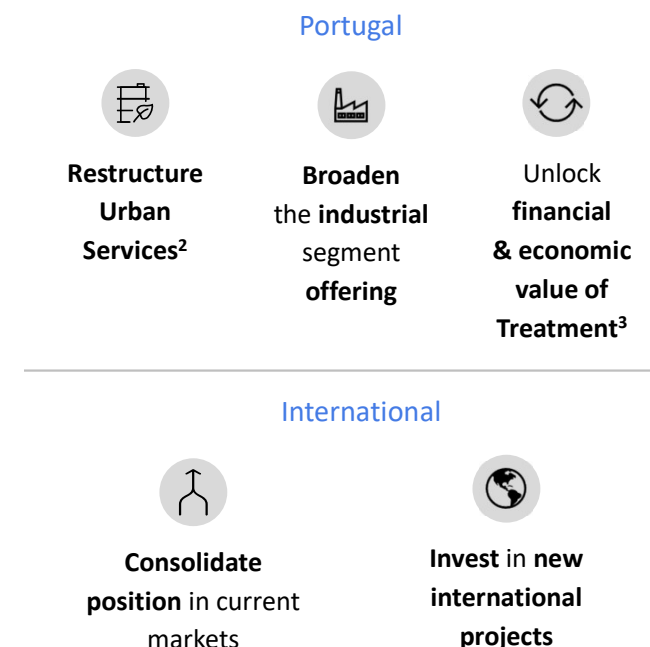 Portugal
Restructure
Urban
Services²
Broaden
the industrial
segment
offering
Unlock
financial
& economic
value of
Treatment³
International
Consolidate
position in current
markets
Invest in new
international
projects